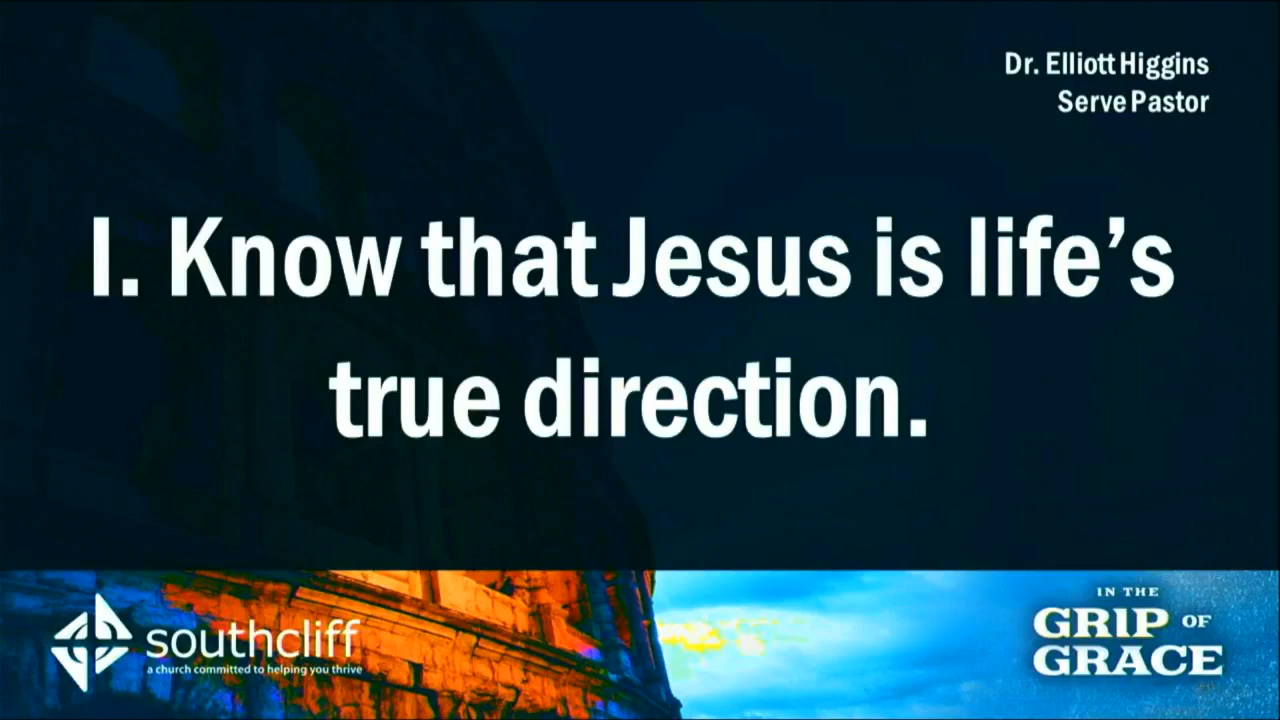 Dr. Elliott Higgins
Serve Pastor
I. Know that Jesus is life’s
true direction.
southcliff
a church committed to helping you thrive
IN THE
GRIP OF
GRACE